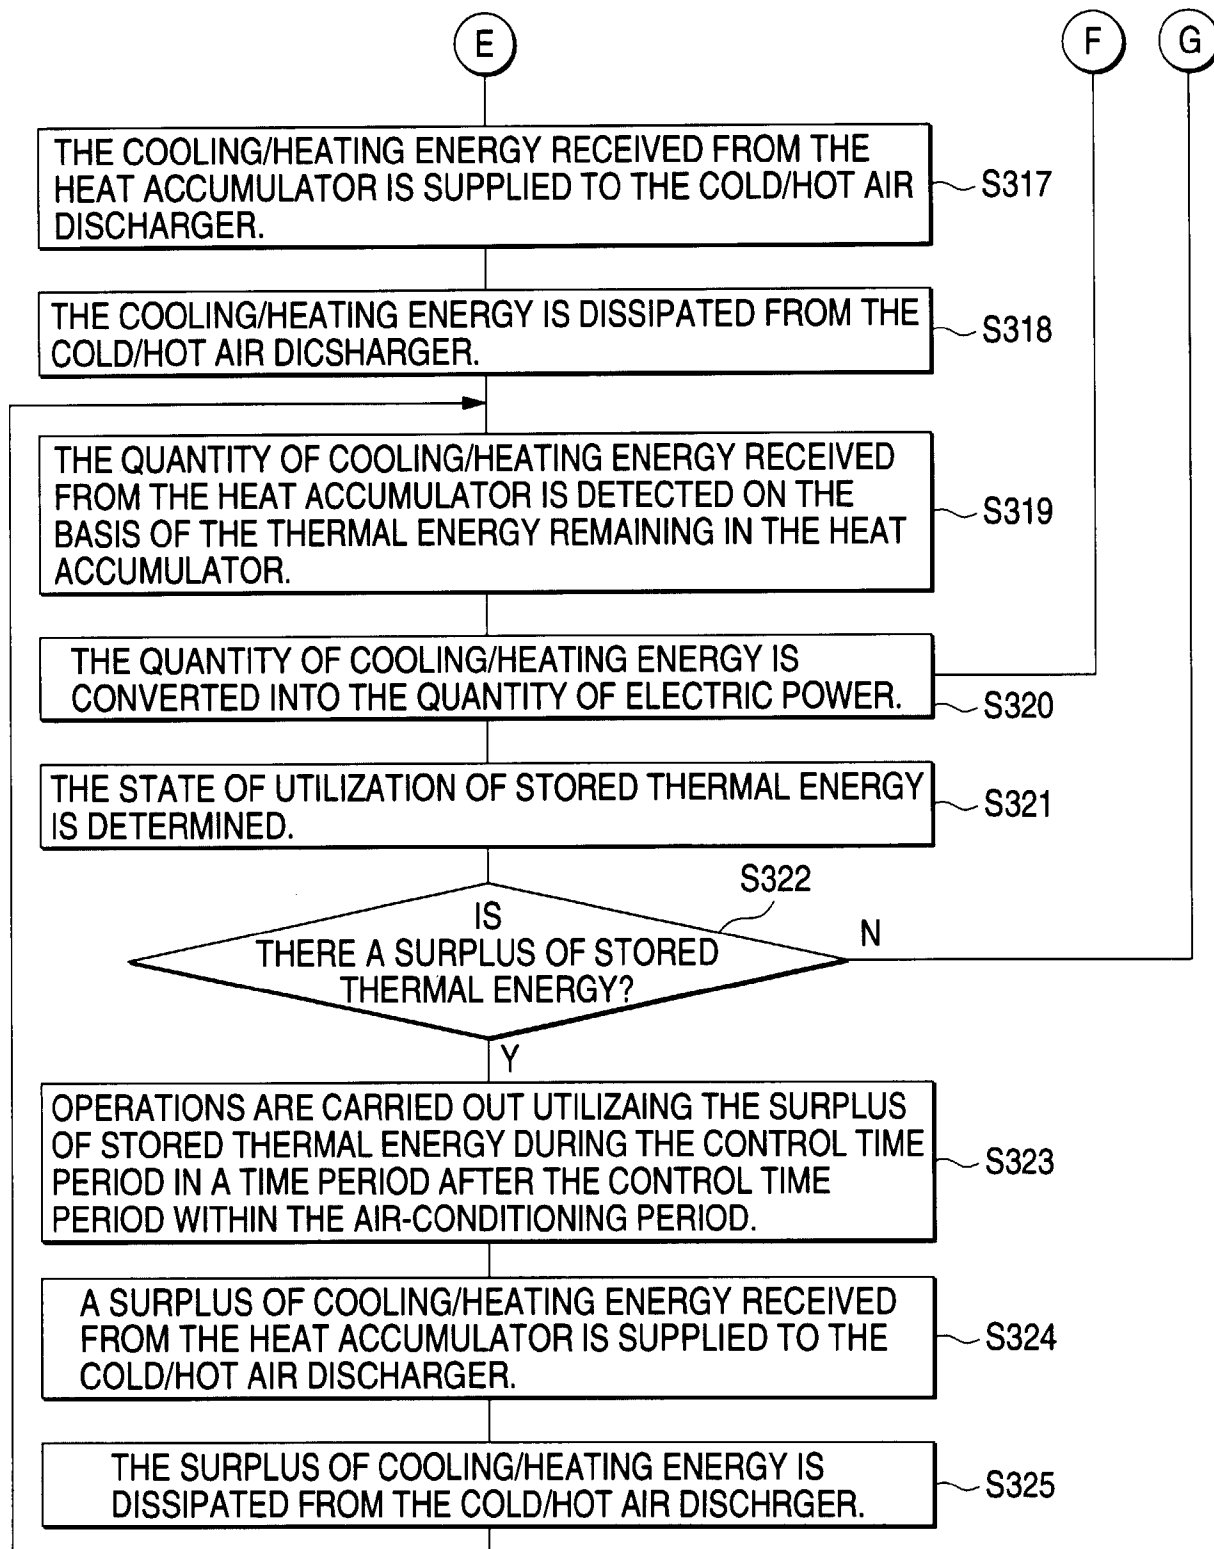 E
F
G
THE COOLING/HEATING ENERGY RECEIVED FROM THE
HEAT ACCUMULATOR IS SUPPLIED TO THE COLD/HOT AIR
DISCHARGER.
S317
THE COOLING/HEATING ENERGY IS DISSIPATED FROM THE
COLD/HOT AIR DICSHARGER.
S318
THE QUANTITY OF COOLING/HEATING ENERGY RECEIVED
FROM THE HEAT ACCUMULATOR IS DETECTED ON THE
BASIS OF THE THERMAL ENERGY REMAINING IN THE HEAT
ACCUMULATOR.
S319
THE QUANTITY OF COOLING/HEATING ENERGY IS
CONVERTED INTO THE QUANTITY OF ELECTRIC POWER.
S320
THE STATE OF UTILIZATION OF STORED THERMAL ENERGY
IS DETERMINED.
S321
S322
IS
THERE A SURPLUS OF STORED
THERMAL ENERGY?
N
Y
OPERATIONS ARE CARRIED OUT UTILIZAING THE SURPLUS
OF STORED THERMAL ENERGY DURING THE CONTROL TIME
PERIOD IN A TIME PERIOD AFTER THE CONTROL TIME
PERIOD WITHIN THE AIR-CONDITIONING PERIOD.
S323
A SURPLUS OF COOLING/HEATING ENERGY RECEIVED
FROM THE HEAT ACCUMULATOR IS SUPPLIED TO THE
COLD/HOT AIR DISCHARGER.
S324
THE SURPLUS OF COOLING/HEATING ENERGY IS
DISSIPATED FROM THE COLD/HOT AIR DISCHRGER.
S325